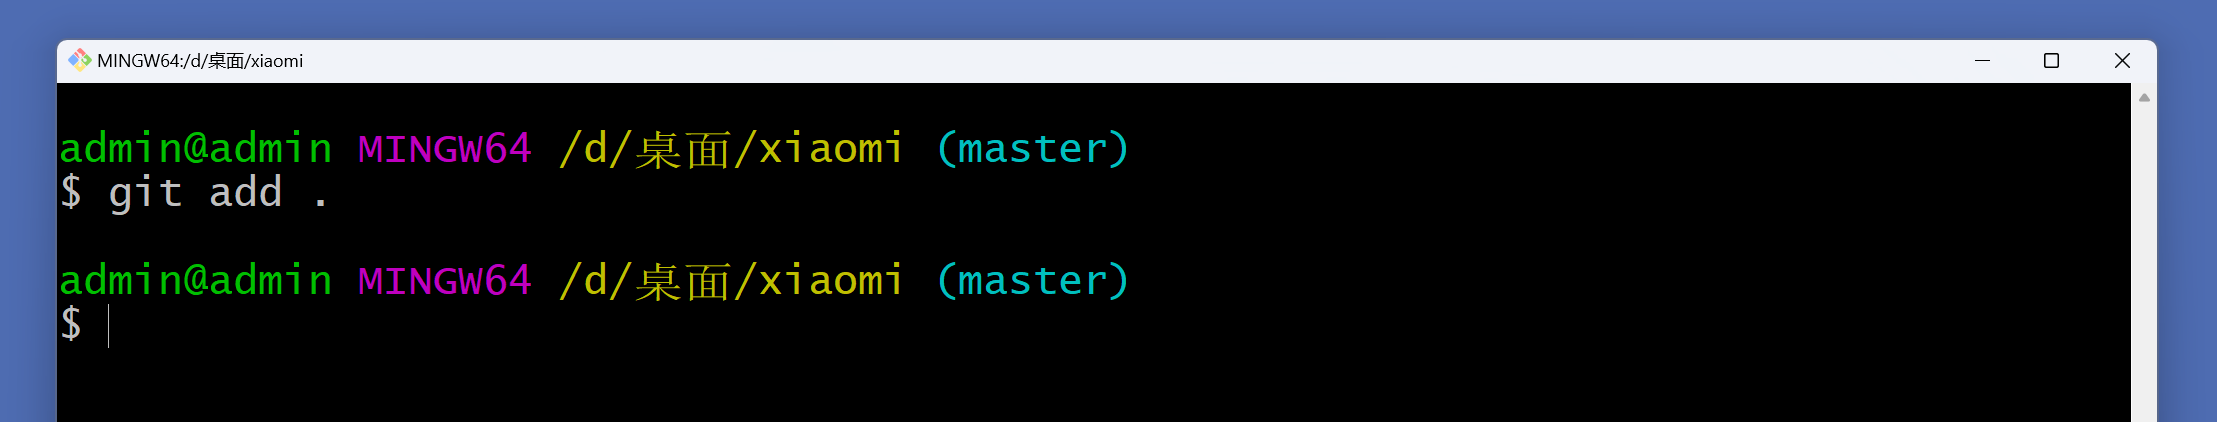 MINGW64:/d/桌面/xiaomi
admin@admin MINGW64 /d/桌面/xiaomi (master)
$ git add .
admin@admin MINGW64 /d/桌面/xiaomi (master)
$